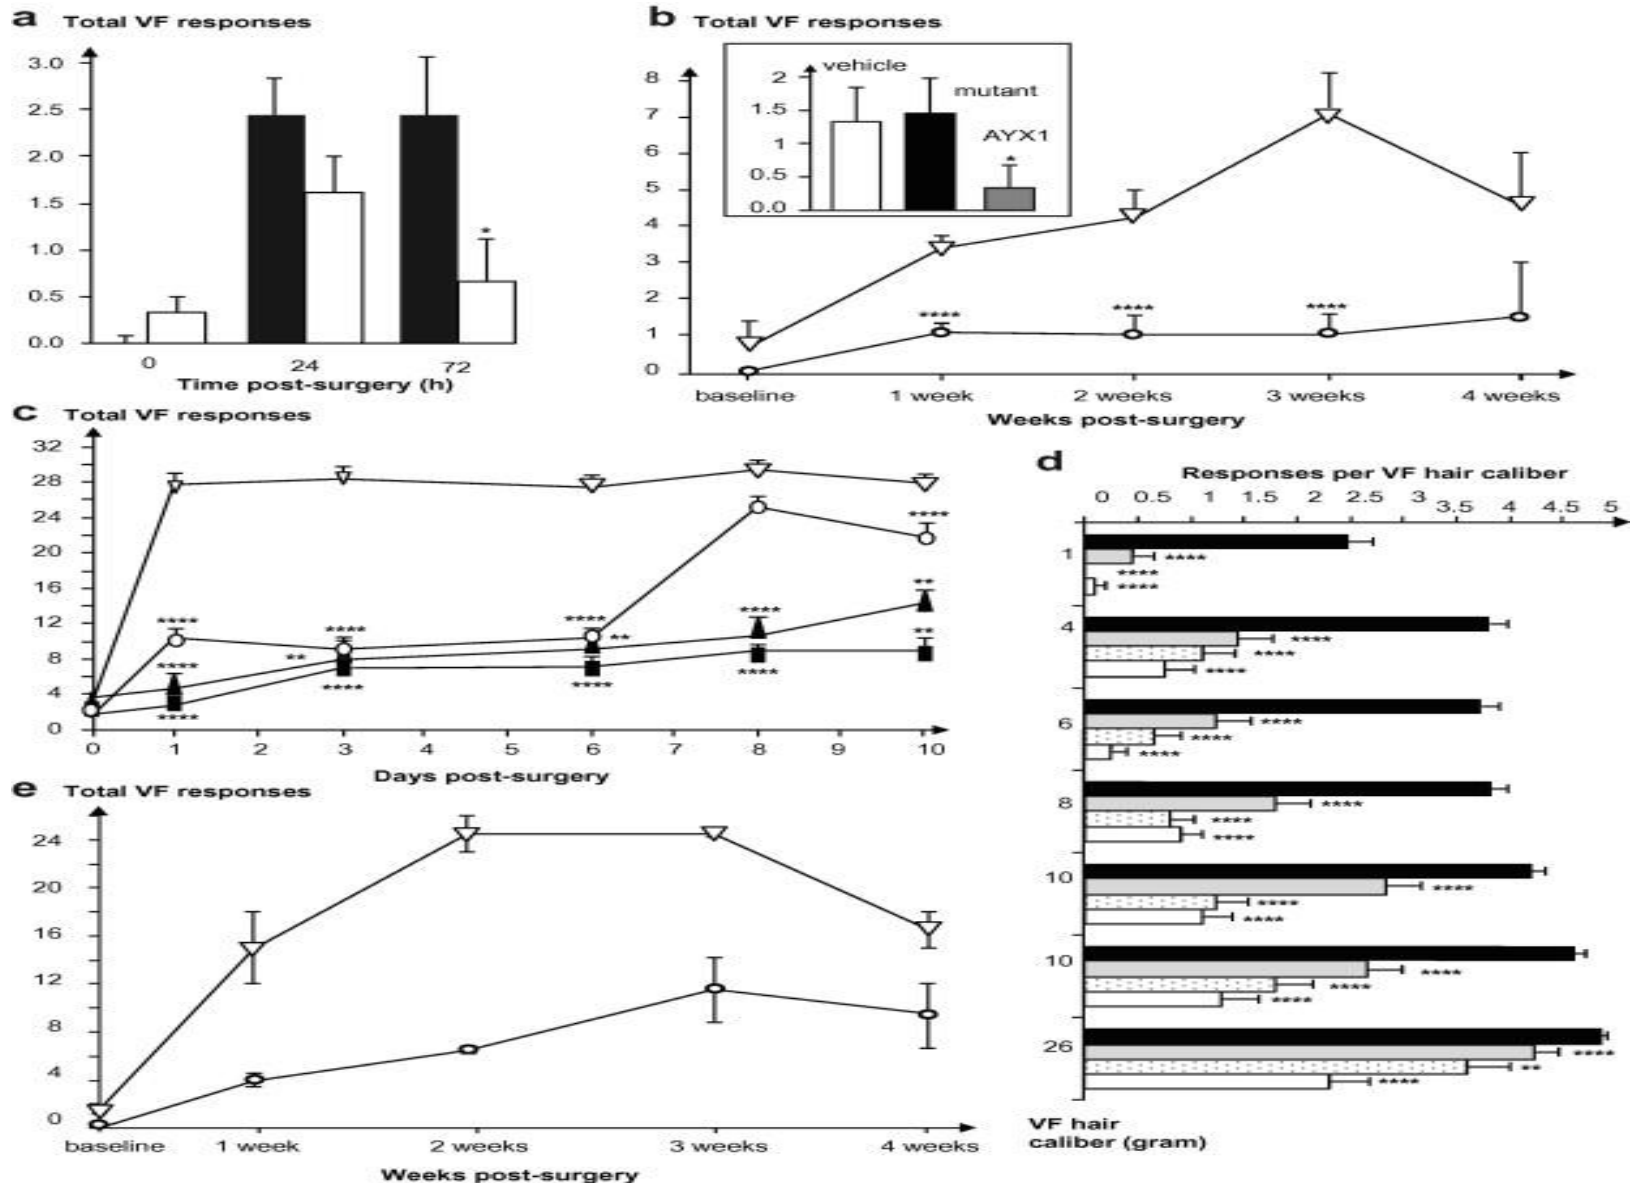 a Total VF responses
3.0
2.5
2.0
1.5
1.0
0.5
0.0
*
0 24 72
Time post-surgery (h)
b Total VF responses
8
7
6
5
4
3
2
1
0
2
1.5
1
0.5
0.0
vehicle
mutant
AYX1
*
**** **** ****
baseline 1 week 2 weeks 3 weeks 4 weeks
Weeks post-surgery
c Total VF responses
32
28
24
20
16
12
8
4
0
**** **** **** **** ****
**** ** ** **
**** **** **** **** **
0 1 2 3 4 5 6 7 8 9 10
Days post-surgery
d Responses per VF hair caliber
0 0.5 1 1.5 2 2.5 3 3.5 4 4.5 5
1
****
****
****
4
****
****
****
6
****
****
****
8
****
****
****
10
****
****
****
10
****
****
****
26
****
**
****
VF hair
caliber (gram)
e Total VF responses
24
20
16
12
8
4
0
baseline 1 week 2 weeks 3 weeks 4 weeks
Weeks post-surgery